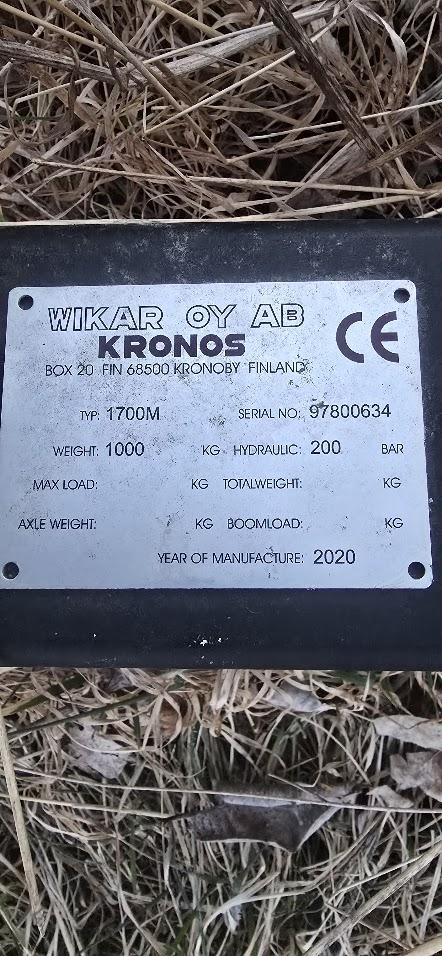 WIKAR OY AB
KRONOS
CE
BOX 20 FIN 68500 KRONOBY FINLAND
TYP: 1700M SERIAL NO: 97800634
WEIGHT: 1000 KG HYDRAULIC: 200 BAR
MAX LOAD: KG TOTALWEIGHT: KG
AXLE WEIGHT: KG BOOMLOAD: KG
YEAR OF MANUFACTURE: 2020